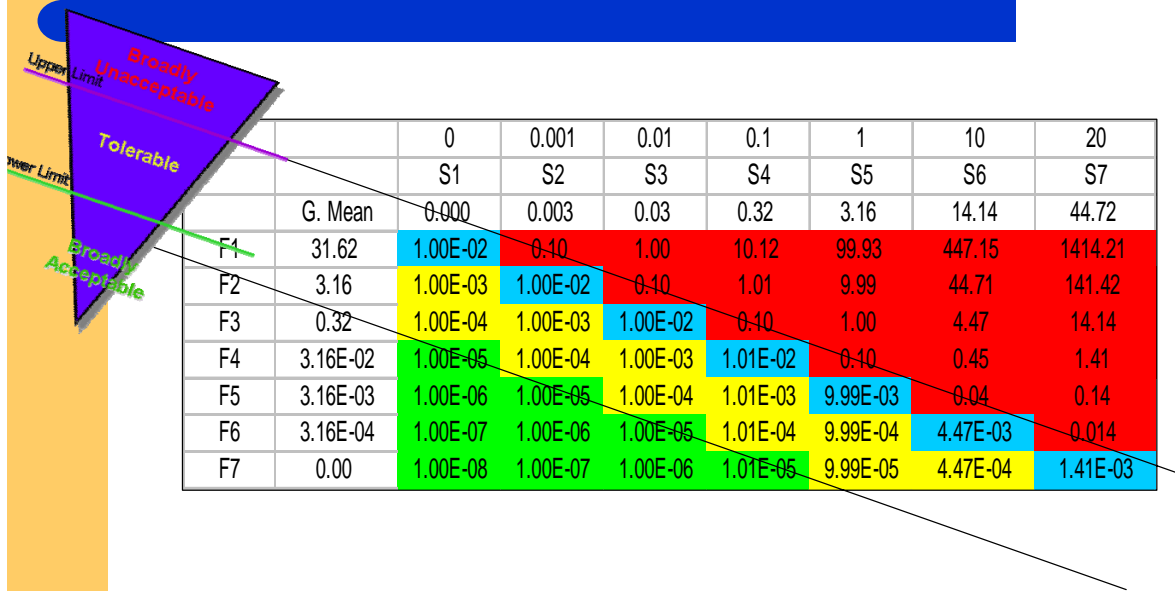 Upper Limit
Broadly
Unacceptable
Tolerable
Lower Limit
Broadly
Acceptable
0 0.001 0.01 0.1 1 10 20
S1 S2 S3 S4 S5 S6 S7
G. Mean 0.000 0.003 0.03 0.32 3.16 14.14 44.72
F1 31.62 1.00E-02 0.10 1.00 10.12 99.93 447.15 1414.21
F2 3.16 1.00E-03 1.00E-02 0.10 1.01 9.99 44.71 141.42
F3 0.32 1.00E-04 1.00E-03 1.00E-02 0.10 1.00 4.47 14.14
F4 3.16E-02 1.00E-05 1.00E-04 1.00E-03 1.01E-02 0.10 0.45 1.41
F5 3.16E-03 1.00E-06 1.00E-05 1.00E-04 1.01E-03 9.99E-03 0.04 0.14
F6 3.16E-04 1.00E-07 1.00E-06 1.00E-05 1.01E-04 9.99E-04 4.47E-03 0.014
F7 0.00 1.00E-08 1.00E-07 1.00E-06 1.01E-05 9.99E-05 4.47E-04 1.41E-03